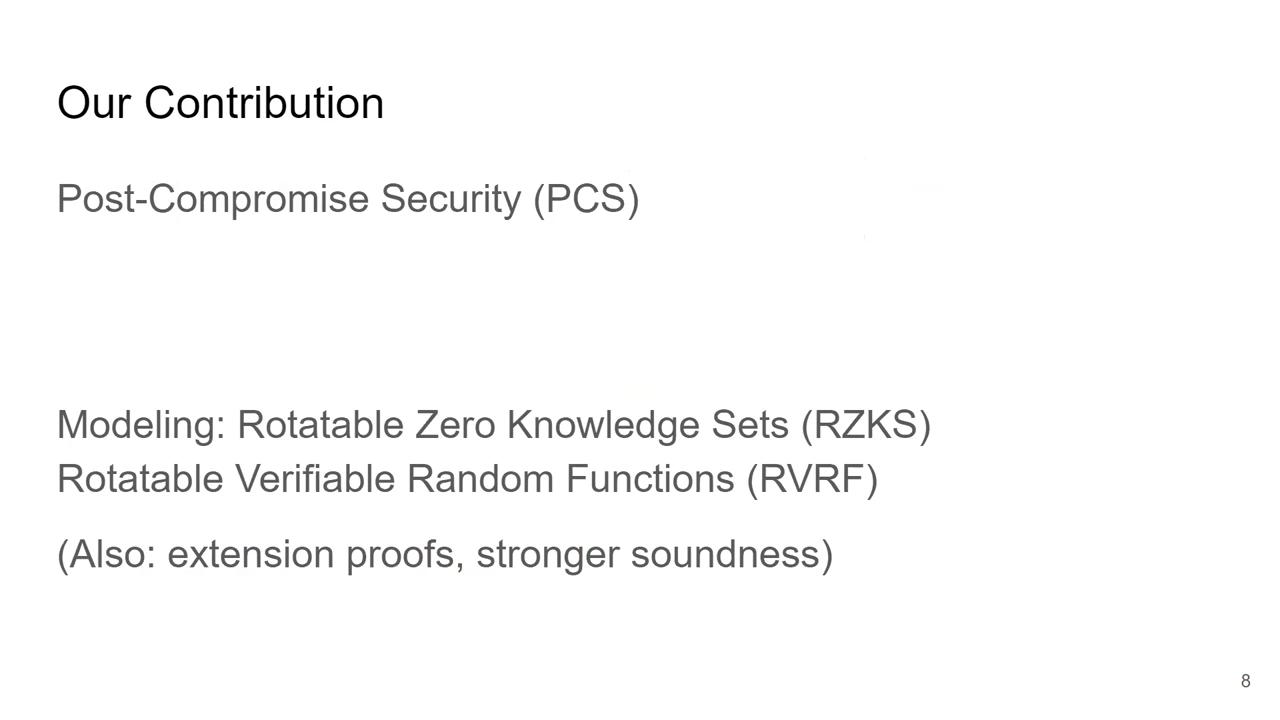 Our Contribution
Post-Compromise Security (PCS)
Modeling: Rotatable Zero Knowledge Sets (RZKS)
Rotatable Verifiable Random Functions (RVRF)
(Also: extension proofs, stronger soundness)
8